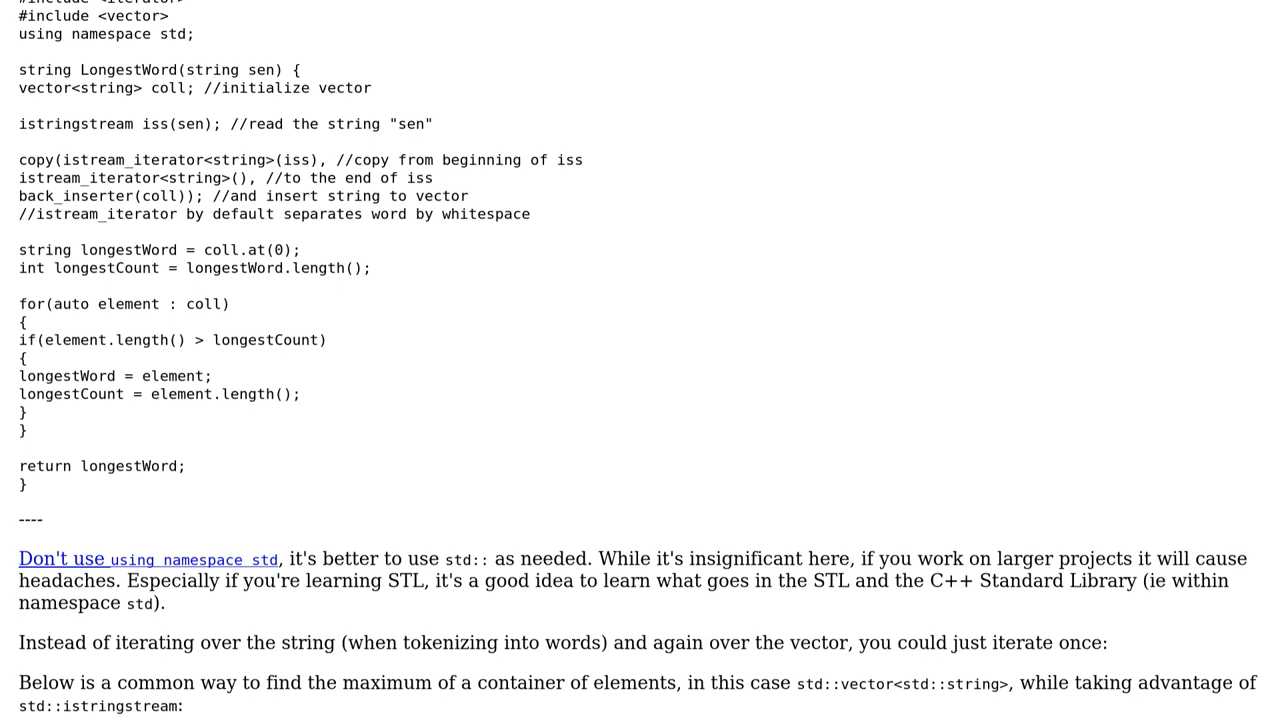 #include <iterator>
#include <vector>
using namespace std;
string LongestWord(string sen) {
vector<string> coll; //initialize vector
istringstream iss(sen); //read the string "sen"
copy(istream_iterator<string>(iss), //copy from beginning of iss
istream_iterator<string>(), //to the end of iss
back_inserter(coll)); //and insert string to vector
//istream_iterator by default separates word by whitespace
string longestWord = coll.at(0);
int longestCount = longestWord.length();
for(auto element : coll)
{
if(element.length() > longestCount)
{
longestWord = element;
longestCount = element.length();
}
}
return longestWord;
}
----
Don't use using namespace std, it's better to use std:: as needed. While it's insignificant here, if you work on larger projects it will cause
headaches. Especially if you're learning STL, it's a good idea to learn what goes in the STL and the C++ Standard Library (ie within
namespace std).
Instead of iterating over the string (when tokenizing into words) and again over the vector, you could just iterate once:
Below is a common way to find the maximum of a container of elements, in this case std::vector<std::string>, while taking advantage of
std::istringstream: